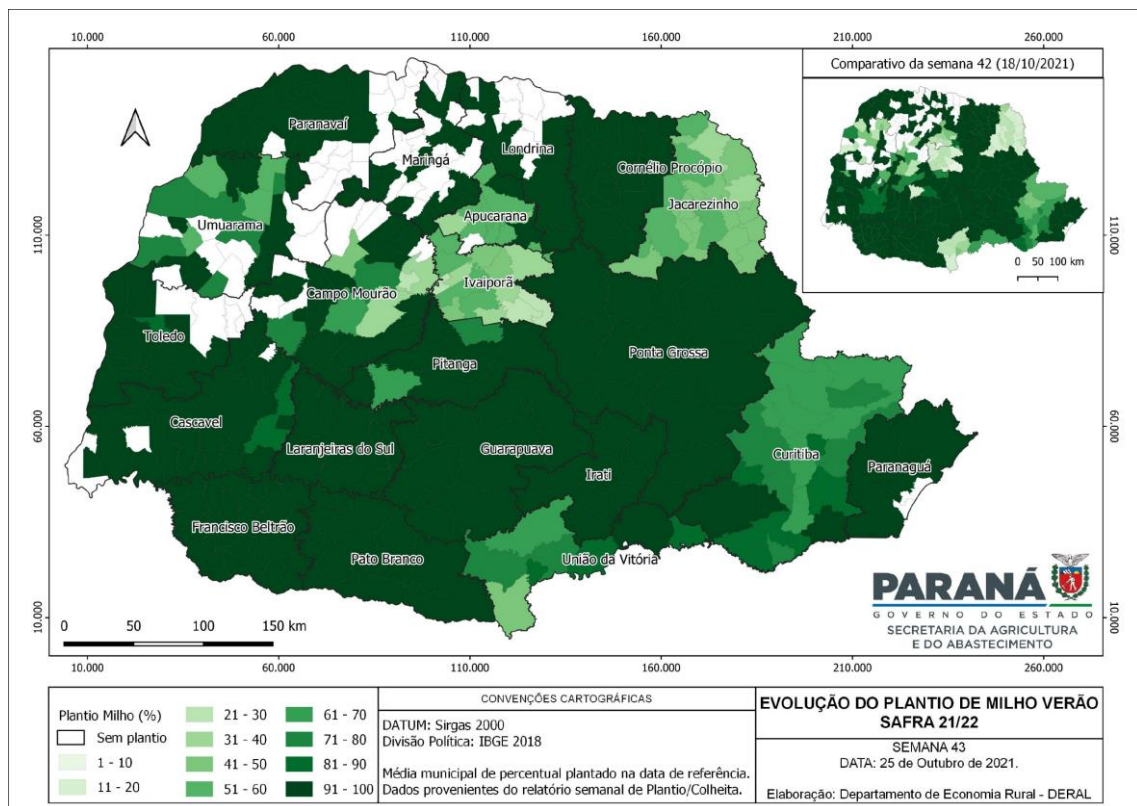 10.000 60.000 110.000 160.000 210.000 260.000
Comparativo da semana 42 (18/10/2021)
110.000
0 50 100 km
110.000
60.000
10.000
60.000
10.000
Paranavaí
Maringá
Londrina
Cornélio Procópio
Jacarezinho
Apucarana
Umuarama
Ivaiporã
Campo Mourão
Toledo
Pitanga
Ponta Grossa
Cascavel
Laranjeiras do Sul
Guarapuava
Curitiba
Paranaguá
Irati
Francisco Beltrão
Pato Branco
União da Vitória
PARANÁ
GOVERNO DO ESTADO
SECRETARIA DA AGRICULTURA
E DO ABASTECIMENTO
0 50 100 150 km
10.000 60.000 110.000 160.000 210.000 260.000
Plantio Milho (%)
Sem plantio
1 - 10
11 - 20
21 - 30
31 - 40
41 - 50
51 - 60
61 - 70
71 - 80
81 - 90
91 - 100
CONVENÇÕES CARTOGRÁFICAS
DATUM: Sirgas 2000
Divisão Política: IBGE 2018
Média municipal de percentual plantado na data de referência.
Dados provenientes do relatório semanal de Plantio/Colheita.
EVOLUÇÃO DO PLANTIO DE MILHO VERÃO
SAFRA 21/22
SEMANA 43
DATA: 25 de Outubro de 2021.
Elaboração: Departamento de Economia Rural - DERAL